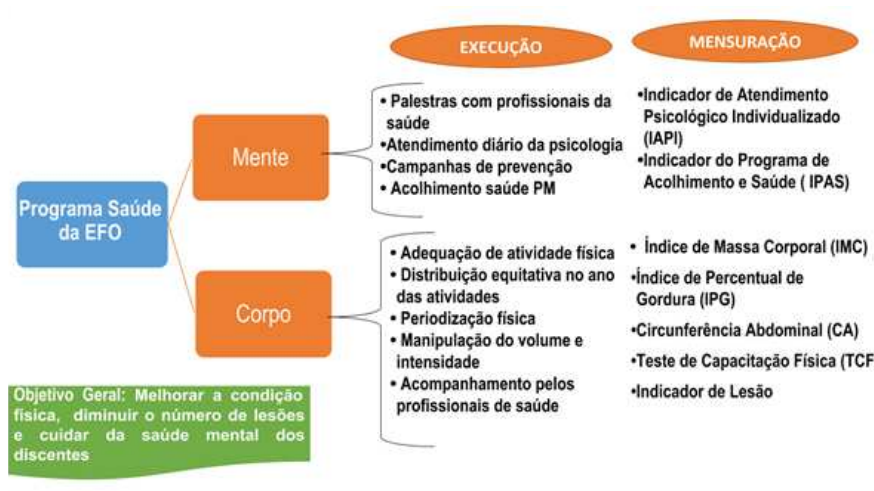 EXECUÇÃO
MENSURAÇÃO
Programa Saúde
da EFO
Mente
• Palestras com profissionais da
saúde
•Atendimento diário da psicologia
•Campanhas de prevenção
• Acolhimento saúde PM
•Indicador de Atendimento
Psicológico Individualizado
(IAPI)
•Indicador do Programa de
Acolhimento e Saúde ( IPAS)
Corpo
• Adequação de atividade física
• Distribuição equitativa no ano
das atividades
• Periodização física
• Manipulação do volume e
intensidade
• Acompanhamento pelos
profissionais de saúde
• Índice de Massa Corporal (IMC)
•Índice de Percentual de
Gordura (IPG)
•Circunferência Abdominal (CA)
•Teste de Capacitação Física (TCF
•Indicador de Lesão
Objetivo Geral: Melhorar a condição
física, diminuir o número de lesões
e cuidar da saúde mental dos
discentes